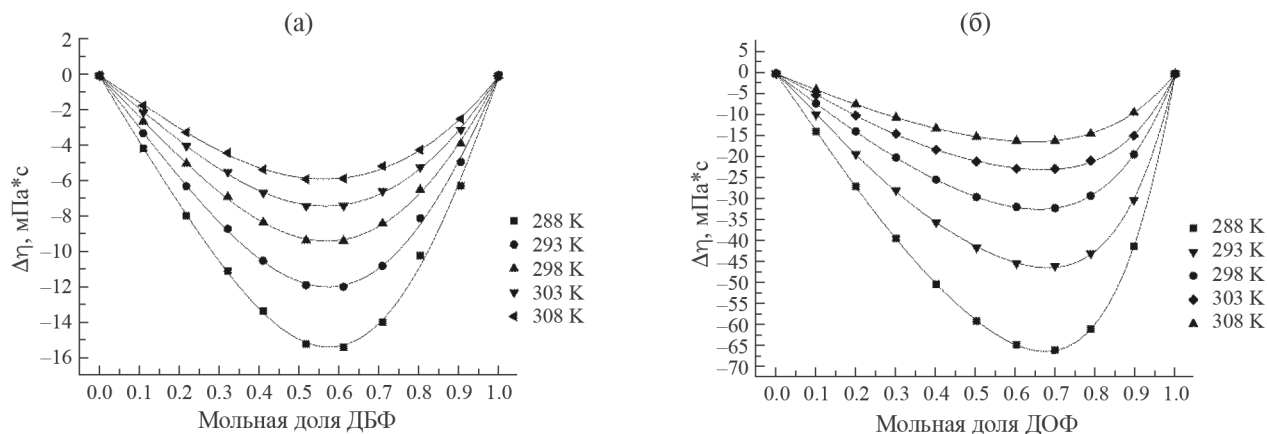 (а)
2
0
–2
–4
–6
–8
–10
–12
–14
–16
Δη, мПа*с
288 K
293 K
298 K
303 K
308 K
0.0 0.1 0.2 0.3 0.4 0.5 0.6 0.7 0.8 0.9 1.0
Мольная доля ДБФ
(б)
5
0
–5
–10
–15
–20
–25
–30
–35
–40
–45
–50
–55
–60
–65
–70
Δη, мПа*с
288 K
293 K
298 K
303 K
308 K
0.0 0.1 0.2 0.3 0.4 0.5 0.6 0.7 0.8 0.9 1.0
Мольная доля ДОФ